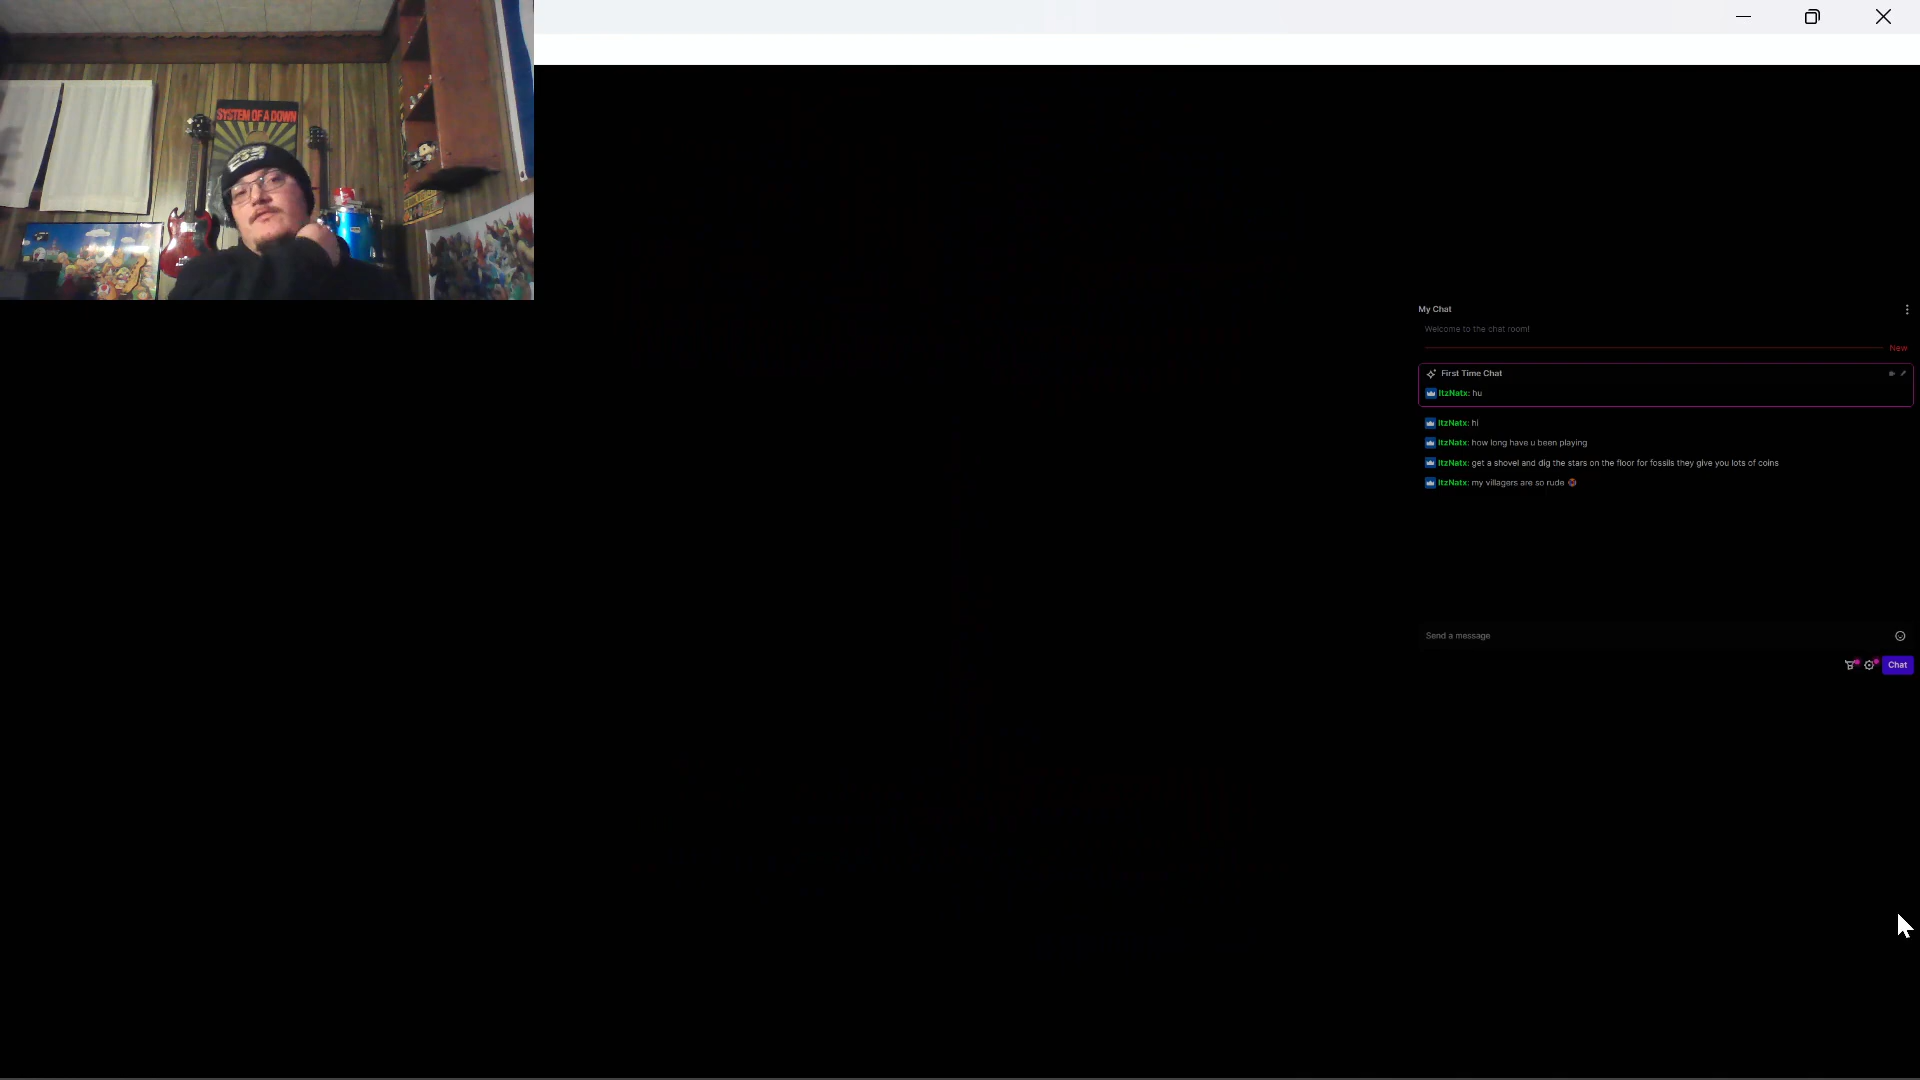 SYSTEM OF A DOWN
My Chat
Welcome to the chat room!
New
First Time Chat
ItzNatx: hu
ItzNatx: hi
ItzNatx: how long have u been playing
ItzNatx: get a shovel and dig the stars on the floor for fossils they give you lots of coins
ItzNatx: my villagers are so rude
Send a message
Chat